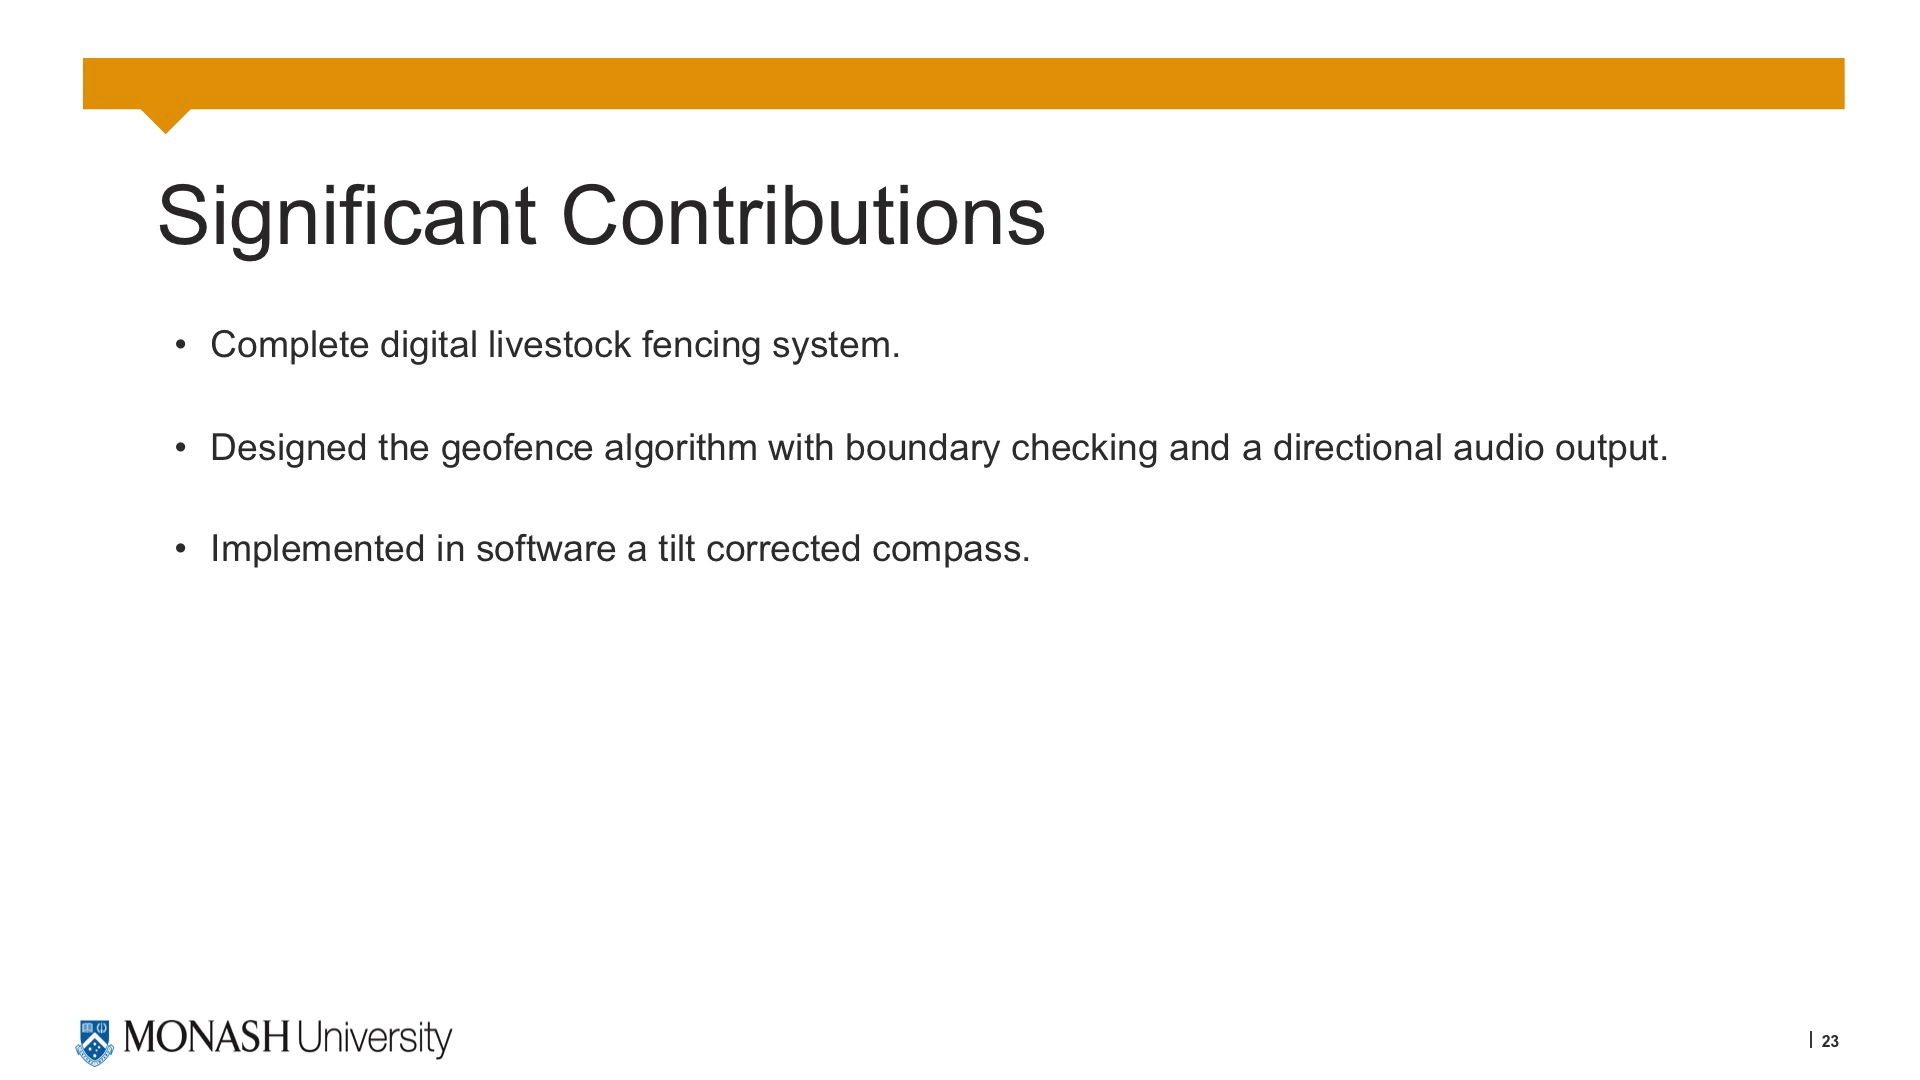 Significant Contributions
• Complete digital livestock fencing system.
• Designed the geofence algorithm with boundary checking and a directional audio output.
• Implemented in software a tilt corrected compass.
MONASH University
23